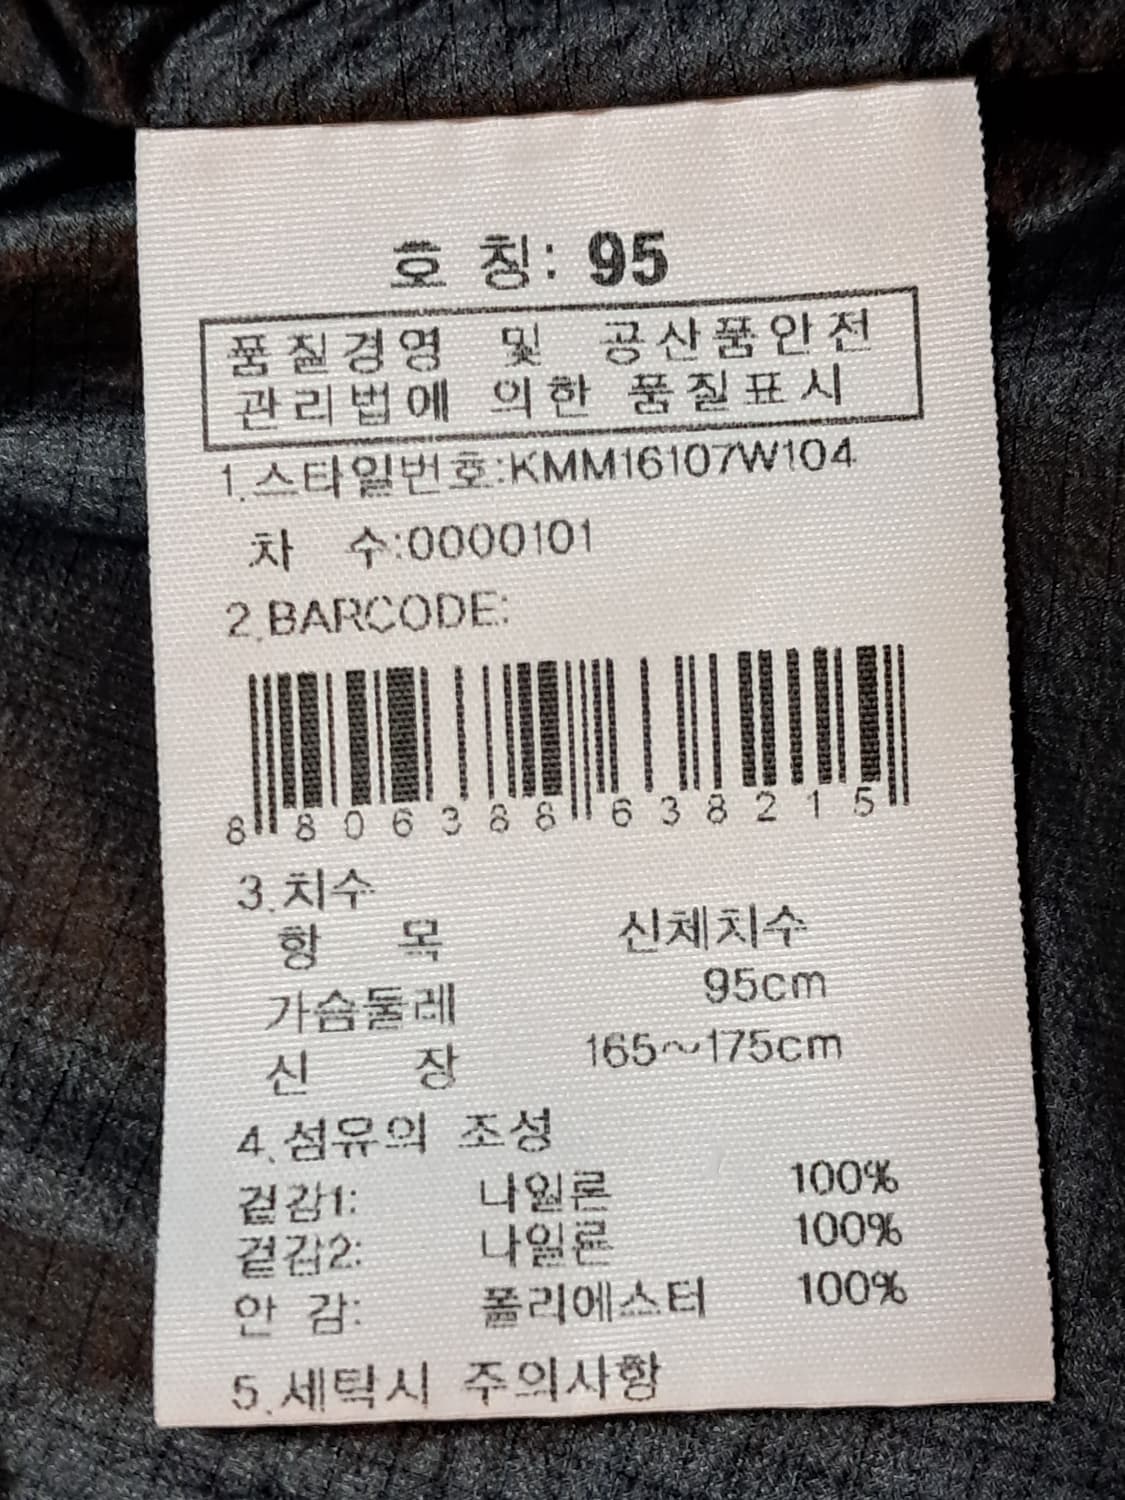 호 칭: 95
품질경영 및 공산품안전
관리법에 의한 품질표시
1.스타일번호:KMM16107W104
차 수:0000101
2.BARCODE:
8 806388 638215
3.치수
항 목 신체치수
가슴둘레 95cm
신 장 165~175cm
4.섬유의 조성
겉감1: 나일론 100%
겉감2: 나일론 100%
안 감: 폴리에스터 100%
5.세탁시 주의사항